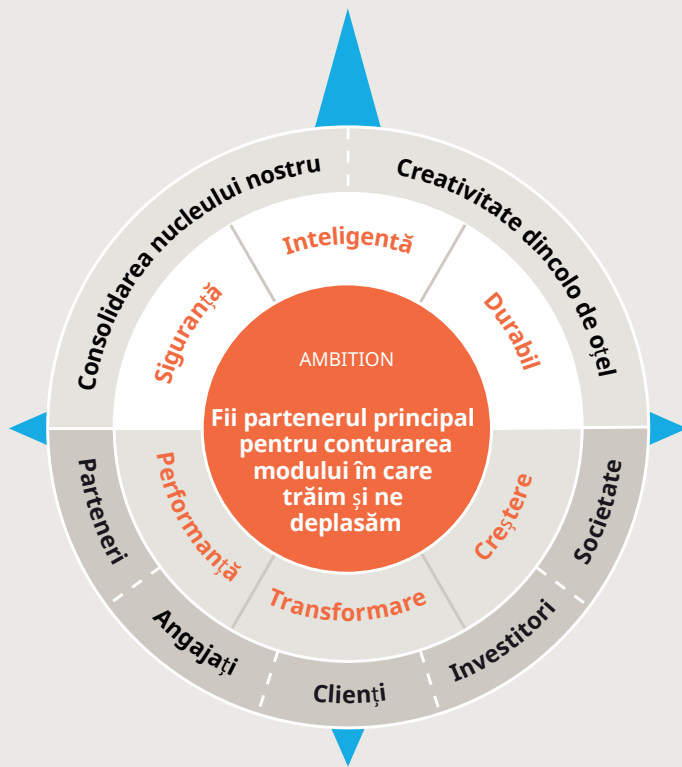 Consolidarea nucleului nostru
Creativitate dincolo de oțel
Siguranță
Inteligentă
Durabil
AMBITION
Fii partenerul principal
pentru conturarea
modului în care
trăim și ne
deplasăm
Performanță
Transformare
Creștere
Parteneri
Angajați
Clienți
Investitori
Societate